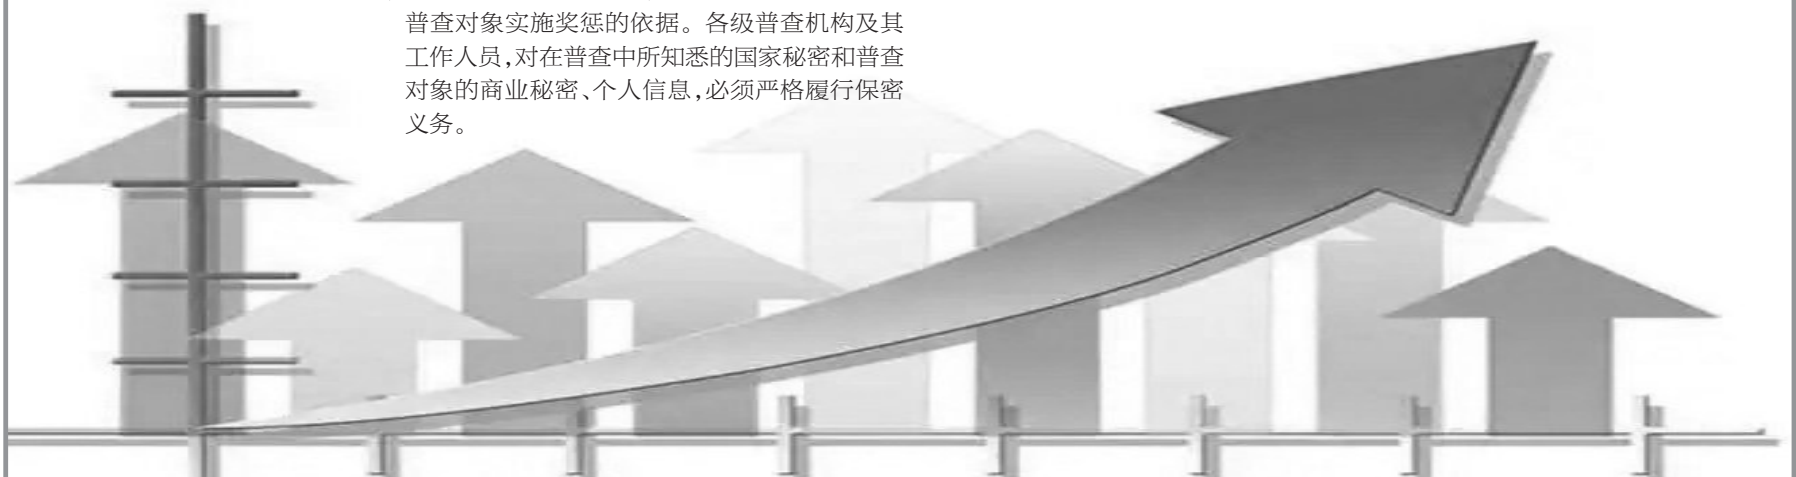 普查对象实施奖惩的依据。各级普查机构及其
工作人员,对在普查中所知悉的国家秘密和普查
对象的商业秘密、个人信息,必须严格履行保密
义务。